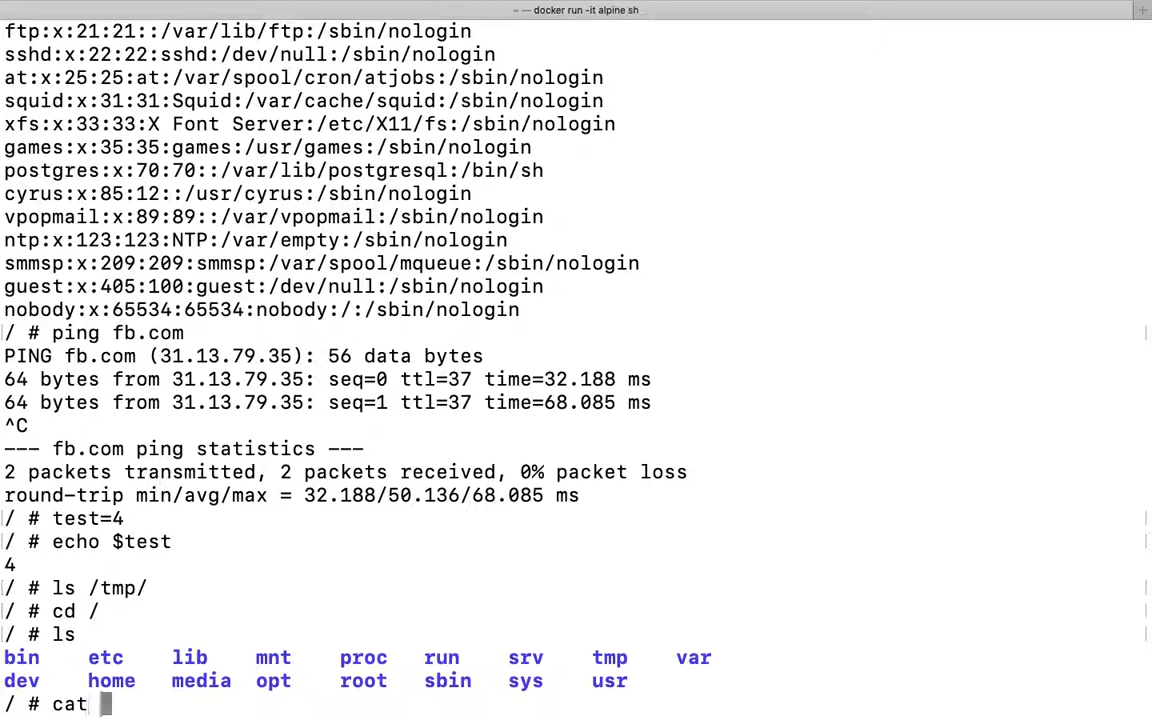 — — docker run -it alpine sh
ftp:x:21:21::/var/lib/ftp:/sbin/nologin
sshd:x:22:22:sshd:/dev/null:/sbin/nologin
at:x:25:25:at:/var/spool/cron/atjobs:/sbin/nologin
squid:x:31:31:Squid:/var/cache/squid:/sbin/nologin
xfs:x:33:33:X Font Server:/etc/X11/fs:/sbin/nologin
games:x:35:35:games:/usr/games:/sbin/nologin
postgres:x:70:70::/var/lib/postgresql:/bin/sh
cyrus:x:85:12::/usr/cyrus:/sbin/nologin
vpopmail:x:89:89::/var/vpopmail:/sbin/nologin
ntp:x:123:123:NTP:/var/empty:/sbin/nologin
smmsp:x:209:209:smmsp:/var/spool/mqueue:/sbin/nologin
guest:x:405:100:guest:/dev/null:/sbin/nologin
nobody:x:65534:65534:nobody:/:/sbin/nologin
/ # ping fb.com
PING fb.com (31.13.79.35): 56 data bytes
64 bytes from 31.13.79.35: seq=0 ttl=37 time=32.188 ms
64 bytes from 31.13.79.35: seq=1 ttl=37 time=68.085 ms
^C
--- fb.com ping statistics ---
2 packets transmitted, 2 packets received, 0% packet loss
round-trip min/avg/max = 32.188/50.136/68.085 ms
/ # test=4
/ # echo $test
4
/ # ls /tmp/
/ # cd /
/ # ls
bin etc lib mnt proc run srv tmp var
dev home media opt root sbin sys usr
/ # cat